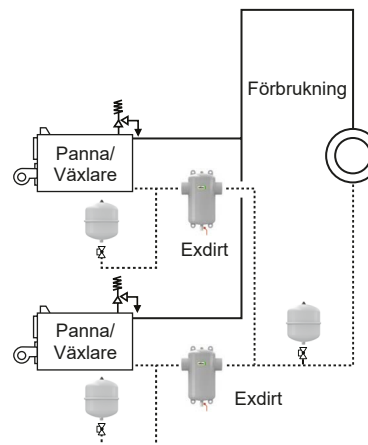 Förbrukning
Panna/
Växlare
Exdirt
Panna/
Växlare
Exdirt